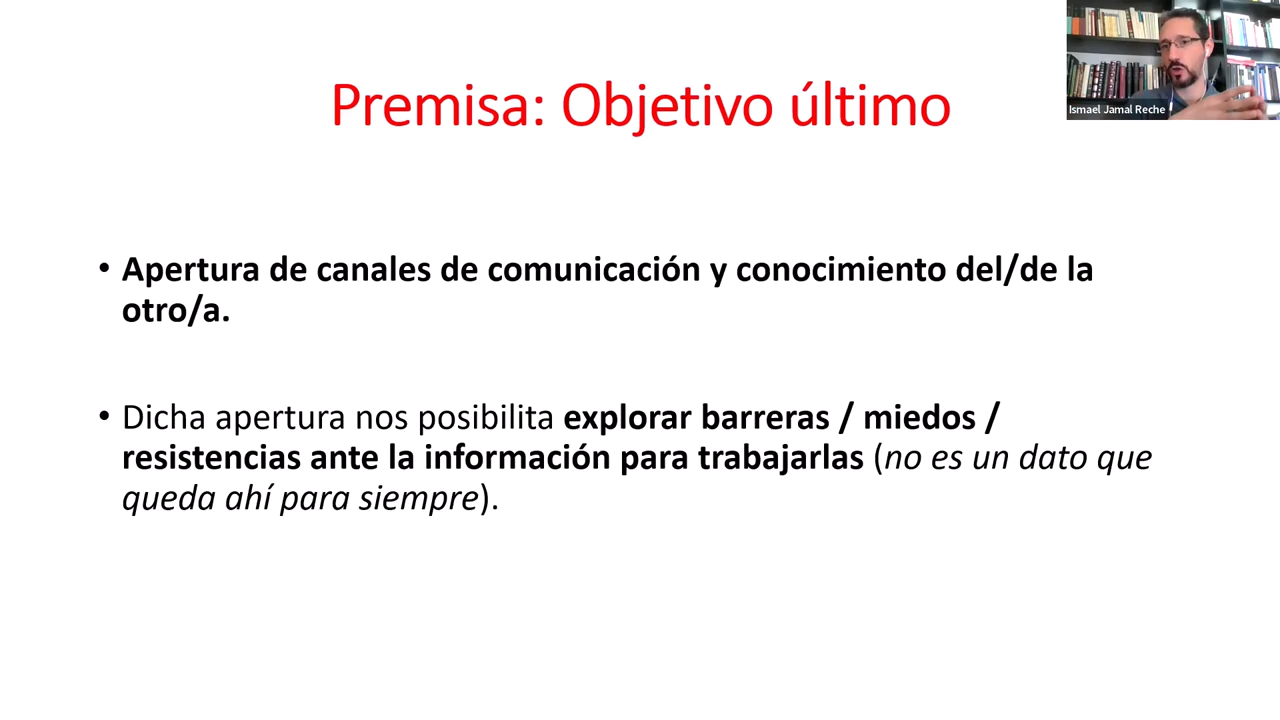 Premisa: Objetivo último
Ismael Jamal Reche
• Apertura de canales de comunicación y conocimiento del/de la
otro/a.
• Dicha apertura nos posibilita explorar barreras / miedos /
resistencias ante la información para trabajarlas (no es un dato que
queda ahí para siempre).